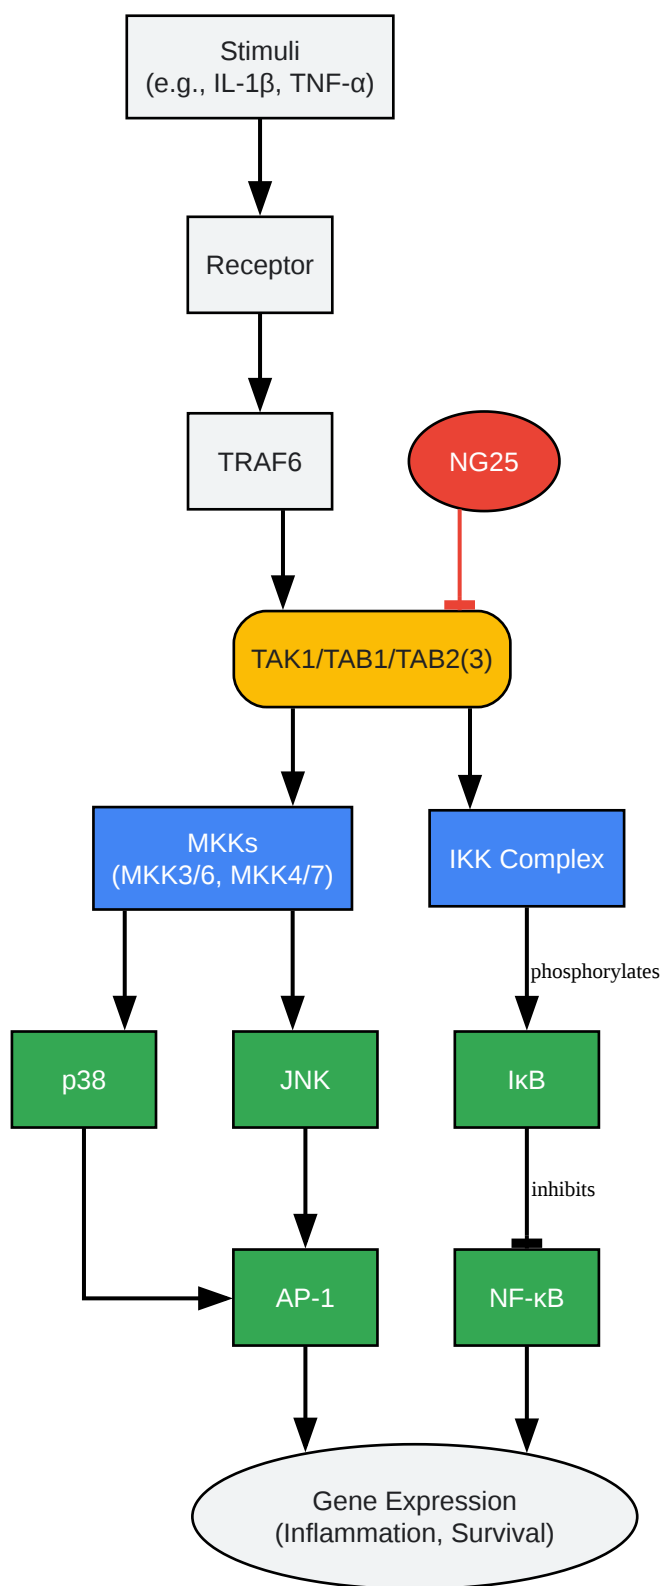 Stimuli
(e.g., IL-1β, TNF-α)
Receptor
TRAF6
NG25
TAK1/TAB1/TAB2(3)
MKKs
(MKK3/6, MKK4/7)
IKK Complex
phosphorylates
p38
JNK
IκB
inhibits
AP-1
NF-κB
Gene Expression
(Inflammation, Survival)